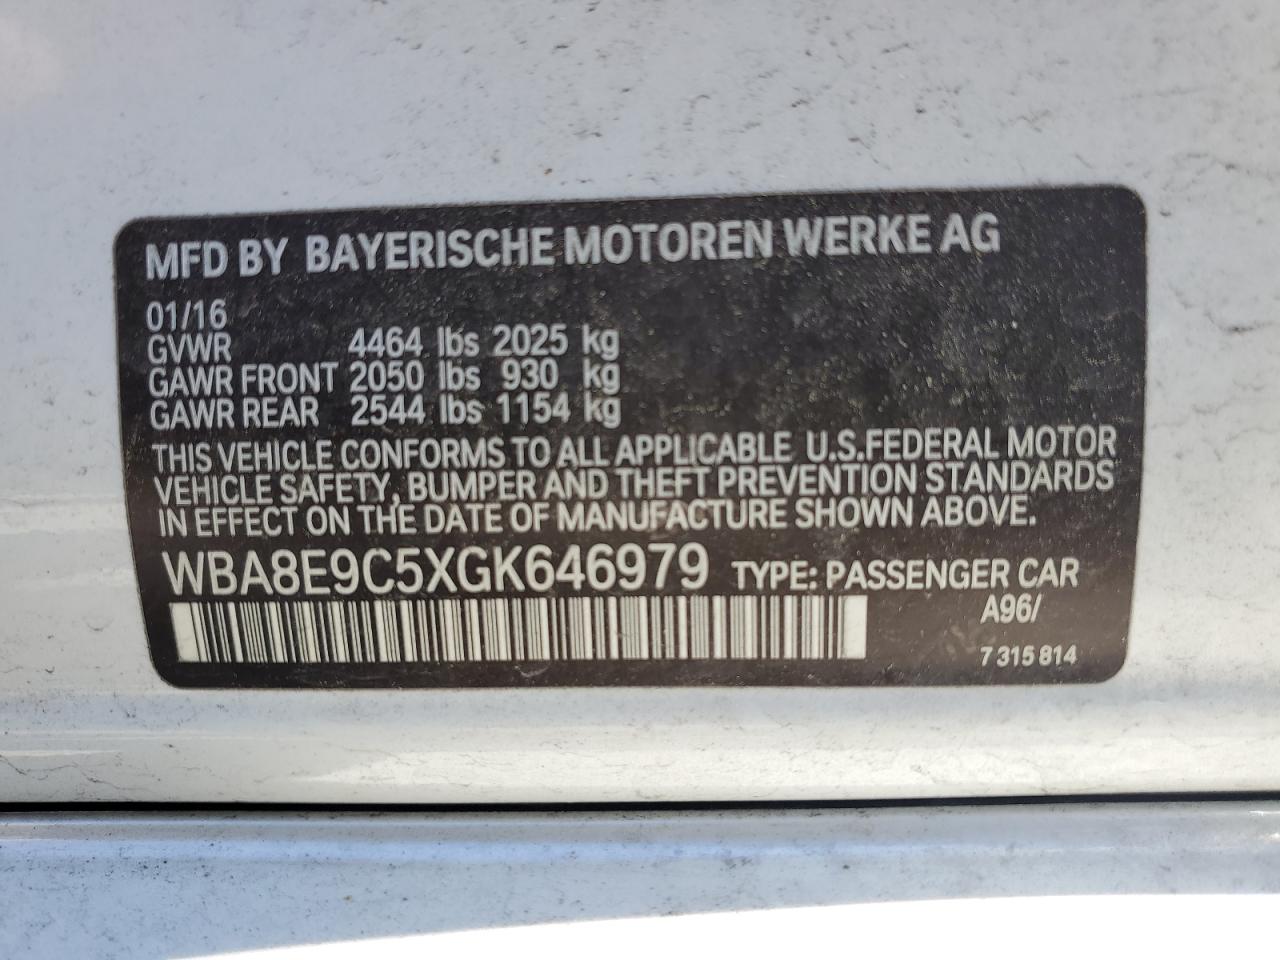 MFD BY BAYERISCHE MOTOREN WERKE AG
01/16
GVWR 4464 lbs 2025 kg
GAWR FRONT 2050 lbs 930 kg
GAWR REAR 2544 lbs 1154 kg
THIS VEHICLE CONFORMS TO ALL APPLICABLE U.S.FEDERAL MOTOR
VEHICLE SAFETY, BUMPER AND THEFT PREVENTION STANDARDS
IN EFFECT ON THE DATE OF MANUFACTURE SHOWN ABOVE.
WBA8E9C5XGK646979 TYPE: PASSENGER CAR
A96/
7 315 814